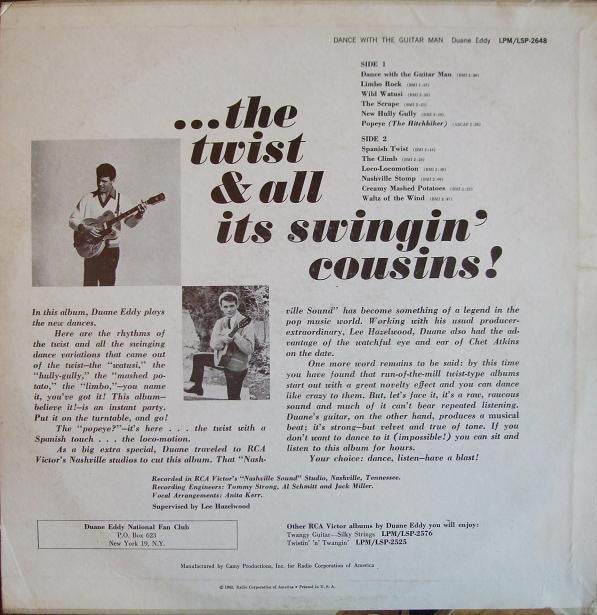 DANCE WITH THE GUITAR MAN Duane Eddy LPM/LSP-2648
SIDE 1
Dance with the Guitar Man
Limbo Rock
Wild Watusi
The Scrape
New Hully Gully
Popeye (The Hitchhiker)
SIDE 2
Spanish Twist
The Climb
Loco-Locomotion
Nashville Stomp
Creamy Mashed Potatoes
Waltz of the Wind
...the
twist
& all
its swingin'
cousins!
In this album, Duane Eddy plays
the new dances.
Here are the rhythms of
the twist and all the swinging
dance variations that came out
of the twist—the "watusi," the
"hully-gully," the "mashed po-
tato," the "limbo,"—you name
it, you've got it! This album—
believe it!—is an instant party.
Put it on the turntable, and go!
The "popeye?"—it's here . . . the twist with a
Spanish touch . . . the loco-motion.
As a big extra special, Duane traveled to RCA
Victor's Nashville studios to cut this album. That "Nash-
ville Sound" has become something of a legend in the
pop music world. Working with his usual producer-
extraordinary, Lee Hazelwood, Duane also had the ad-
vantage of the watchful eye and ear of Chet Atkins
on the date.
One more word remains to be said: by this time
you have found that run-of-the-mill twist-type albums
start out with a great novelty effect and you can dance
like crazy to them. But, let's face it, it's a raw, raucous
sound and much of it can't bear repeated listening.
Duane's guitar, on the other hand, produces a musical
beat; it's strong—but velvet and true of tone. If you
don't want to dance to it (impossible!) you can sit and
listen to this album for hours.
Your choice: dance, listen—have a blast!
Recorded in RCA Victor's "Nashville Sound" Studio, Nashville, Tennessee.
Recording Engineers: Tommy Strong, Al Schmitt and Jack Miller.
Vocal Arrangements: Anita Kerr.
Supervised by Lee Hazelwood
Duane Eddy National Fan Club
P.O. Box 623
New York 19, N.Y.
Other RCA Victor albums by Duane Eddy you will enjoy:
Twangy Guitar—Silky Strings LPM/LSP-2576
Twistin' 'n' Twangin' LPM/LSP-2525
Manufactured by Camy Productions, Inc. for Radio Corporation of America
© 1962, Radio Corporation of America • Printed in U. S. A.